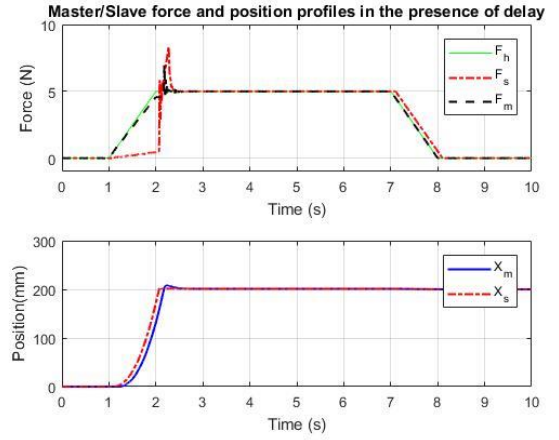 Master/Slave force and position profiles in the presence of delay
10
5
0
Force (N)
F_h
F_s
F_m
0 1 2 3 4 5 6 7 8 9 10
Time (s)
300
200
100
0
Position(mm)
X_m
X_s
0 1 2 3 4 5 6 7 8 9 10
Time (s)